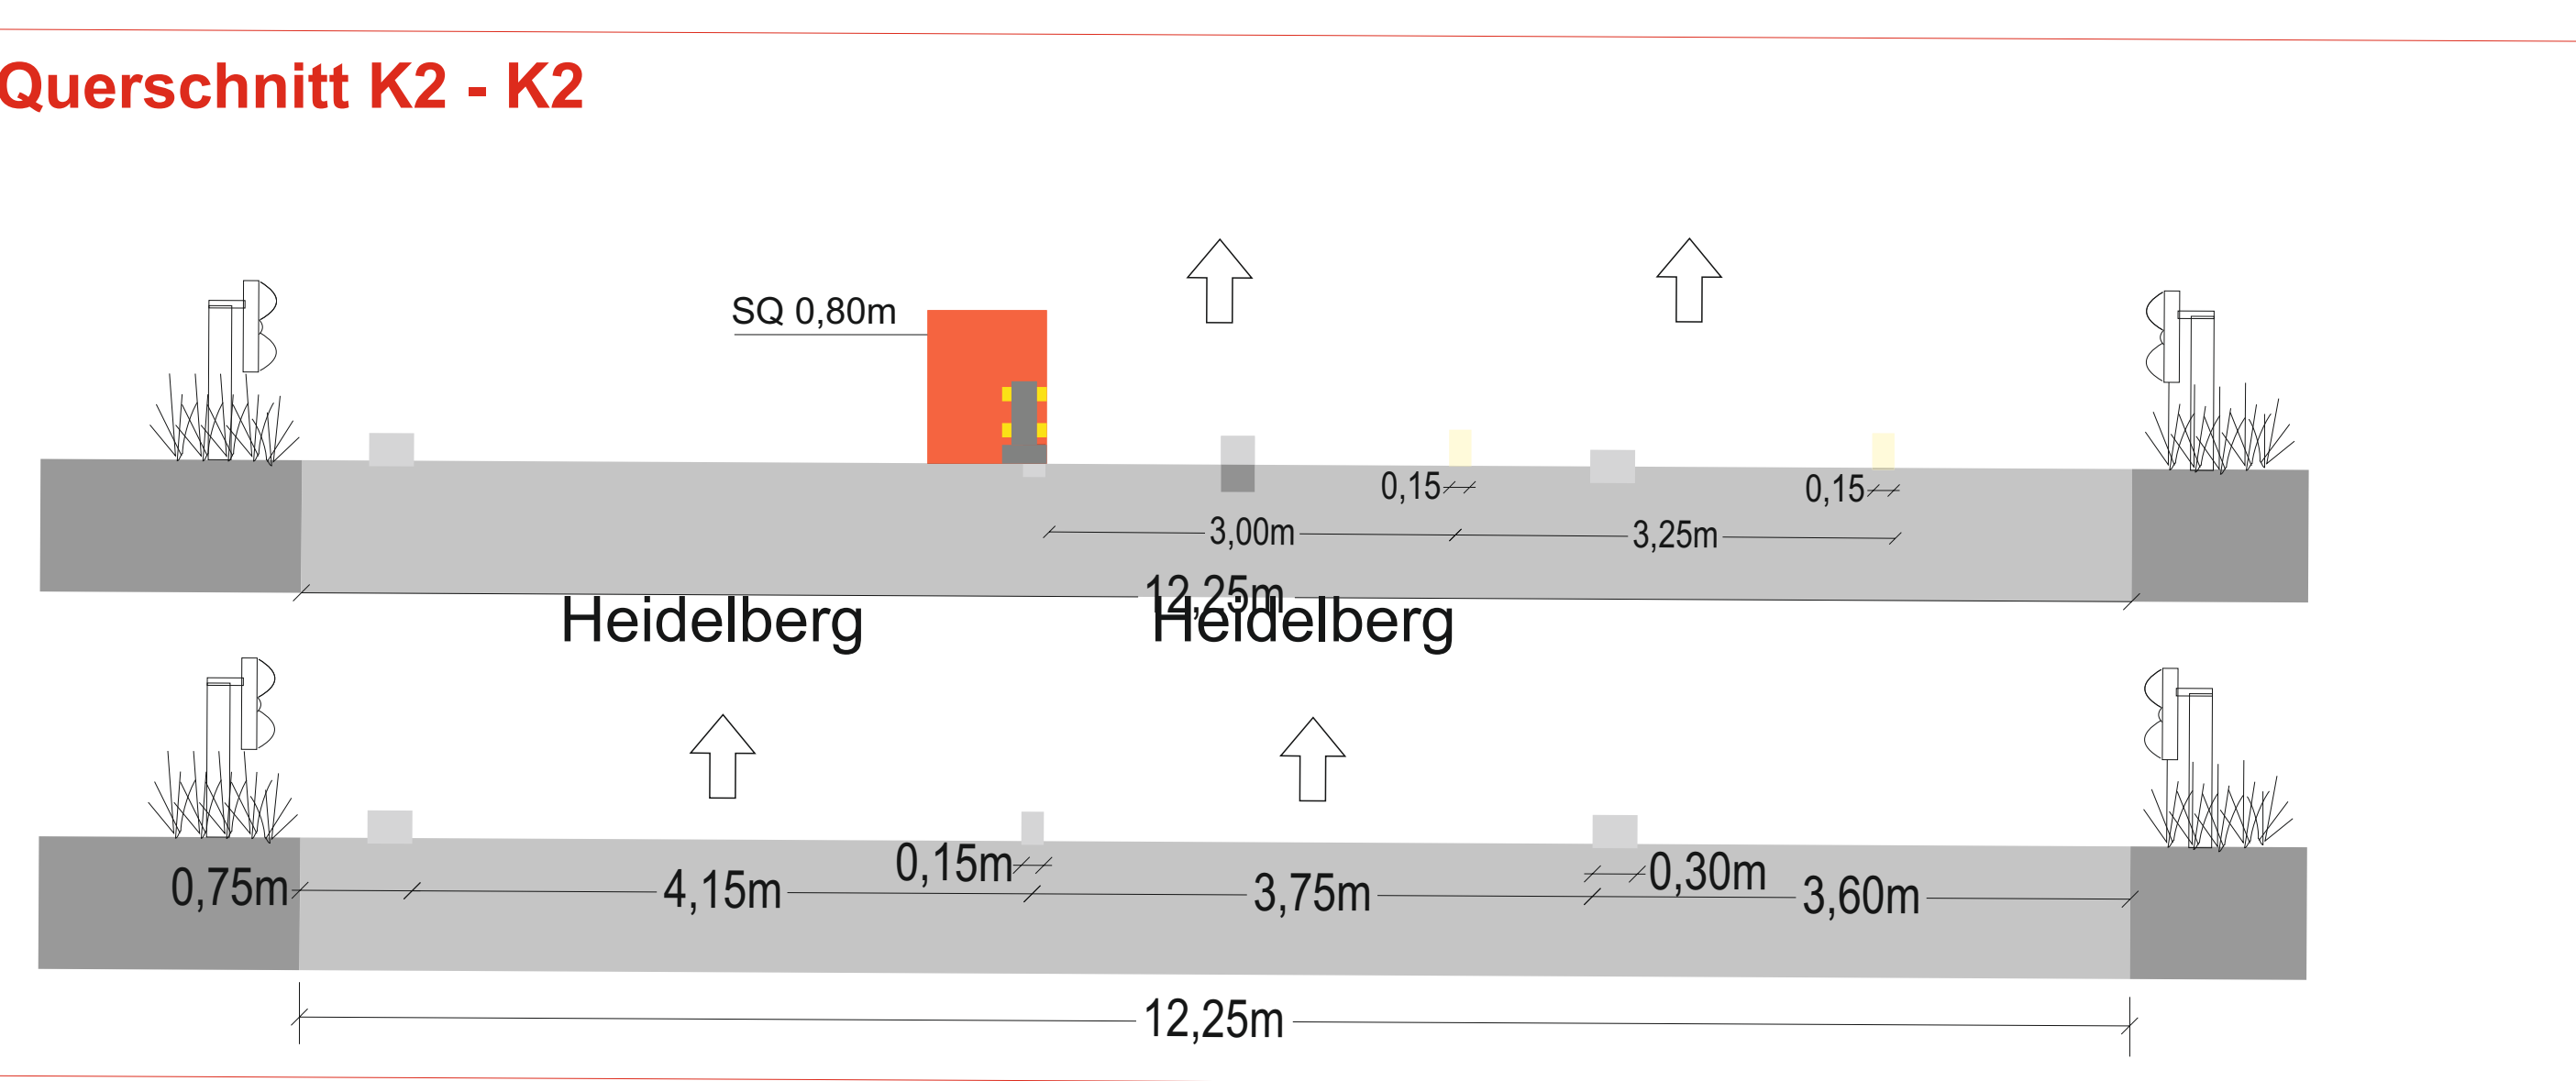 Querschnitt K2 - K2
SQ 0,80m
0,15
0,15
3,00m
3,25m
12,25m
Heidelberg
Heidelberg
0,15m
0,30m
0,75m
4,15m
3,75m
3,60m
12,25m